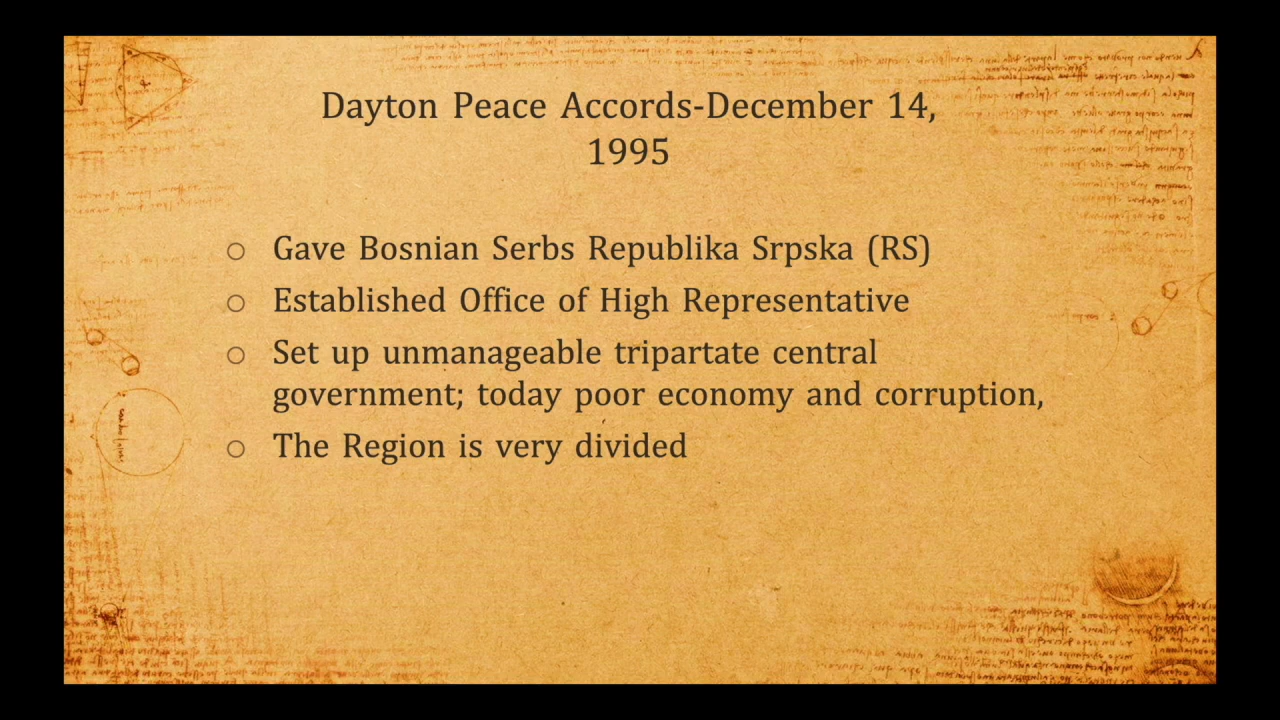 Dayton Peace Accords-December 14,
1995
○ Gave Bosnian Serbs Republika Srpska (RS)
○ Established Office of High Representative
○ Set up unmanageable tripartate central
government; today poor economy and corruption,
○ The Region is very divided